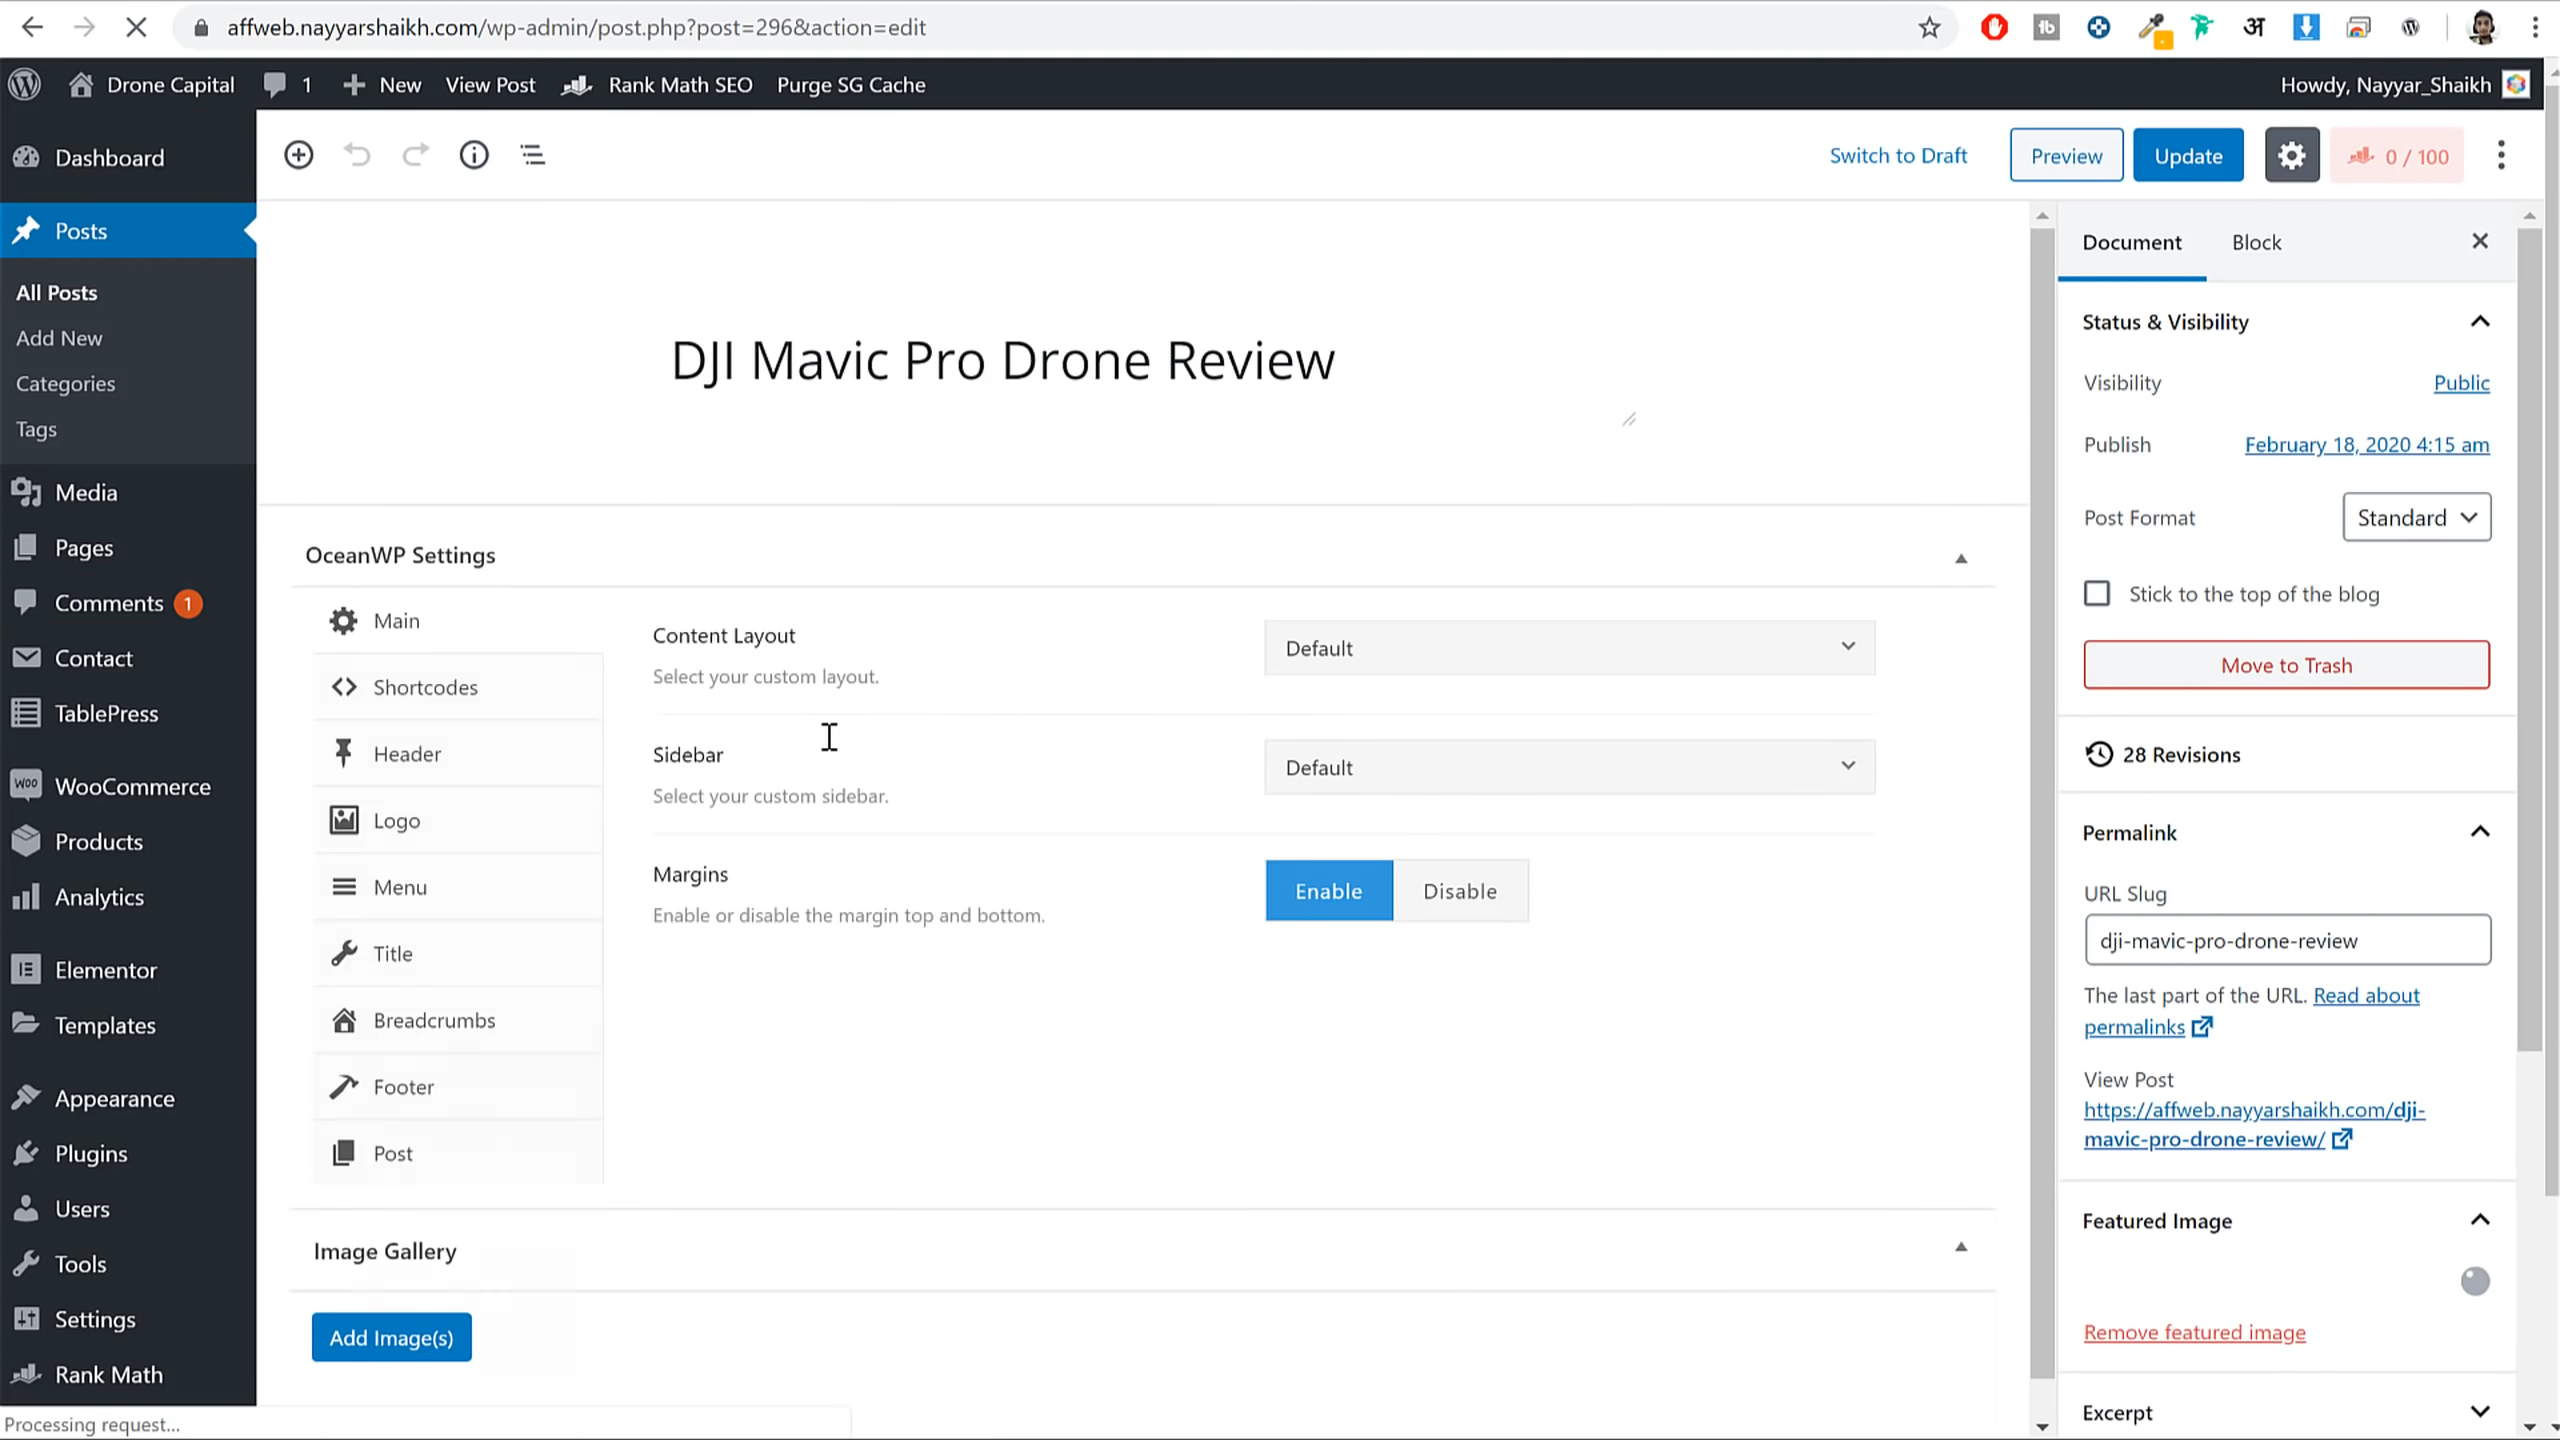 affweb.nayyarshaikh.com/wp-admin/post.php?post=296&action=edit
Drone Capital 1 New View Post Rank Math SEO Purge SG Cache Howdy, Nayyar_Shaikh
Switch to Draft Preview Update 0 / 100
Dashboard
Posts
All Posts
Add New
Categories
Tags
Media
Pages
Comments 1
Contact
TablePress
WooCommerce
Products
Analytics
Elementor
Templates
Appearance
Plugins
Users
Tools
Settings
Rank Math
Processing request...
DJI Mavic Pro Drone Review
OceanWP Settings
Main
Shortcodes
Header
Logo
Menu
Title
Breadcrumbs
Footer
Post
Content Layout
Select your custom layout.
Default
Sidebar
Select your custom sidebar.
Default
Margins
Enable or disable the margin top and bottom.
Enable Disable
Image Gallery
Add Image(s)
Document Block
Status & Visibility
Visibility Public
Publish February 18, 2020 4:15 am
Post Format Standard
Stick to the top of the blog
Move to Trash
28 Revisions
Permalink
URL Slug
dji-mavic-pro-drone-review
The last part of the URL. Read about
permalinks
View Post
https://affweb.nayyarshaikh.com/dji-
mavic-pro-drone-review/
Featured Image
Remove featured image
Excerpt